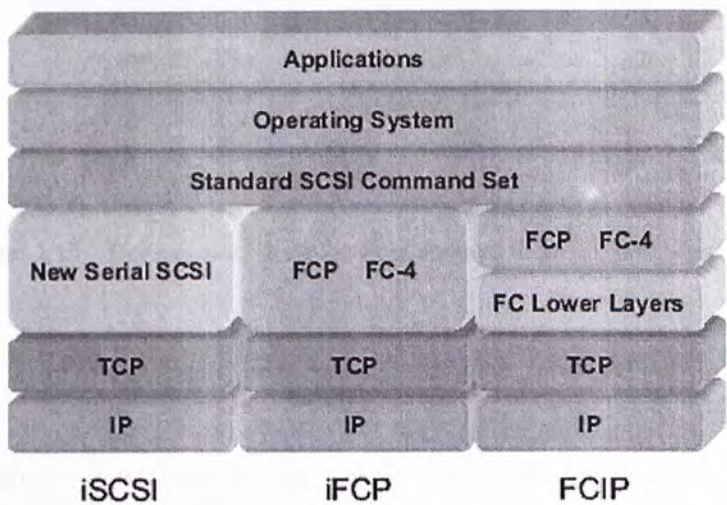 Applications
Operating System
Standard SCSI Command Set
New Serial SCSI
FCP FC-4
FCP FC-4
FC Lower Layers
TCP
TCP
TCP
IP
IP
IP
iSCSI
iFCP
FCIP